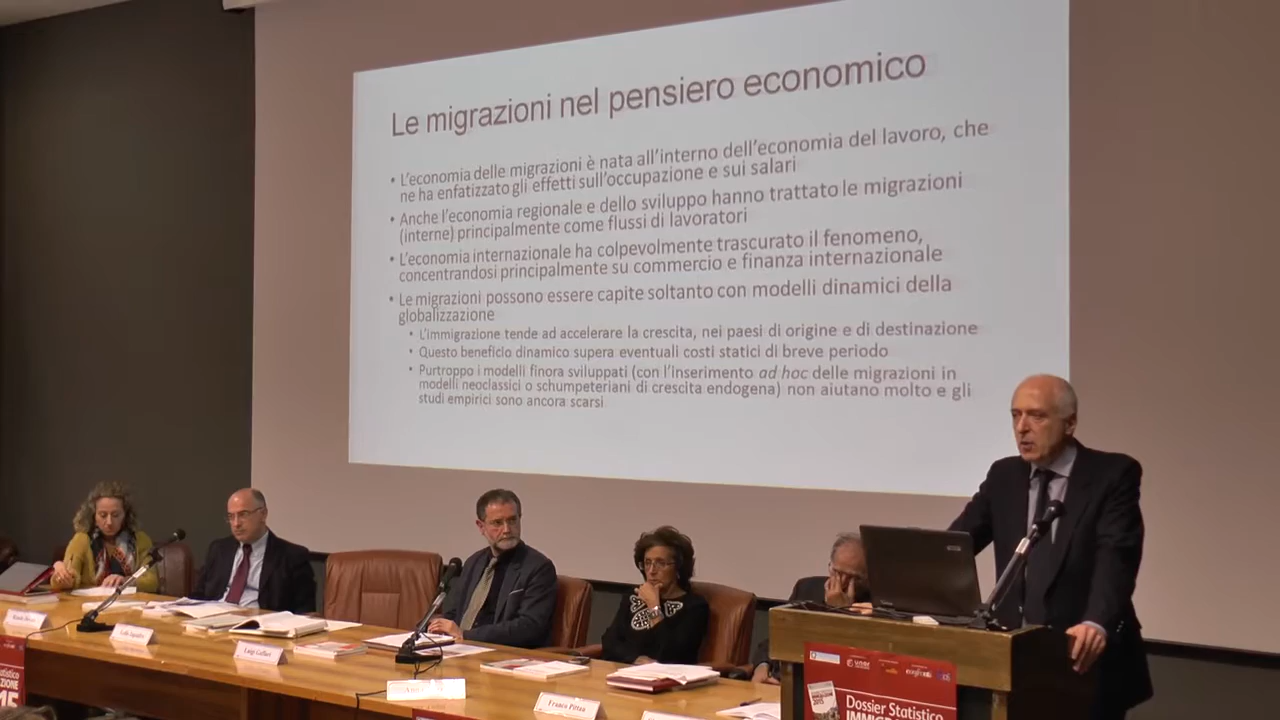 Le migrazioni nel pensiero economico
• L'economia delle migrazioni è nata all'interno dell'economia del lavoro, che
ne ha enfatizzato gli effetti sull'occupazione e sui salari
• Anche l'economia regionale e dello sviluppo hanno trattato le migrazioni
(interne) principalmente come flussi di lavoratori
• L'economia internazionale ha colpevolmente trascurato il fenomeno,
concentrandosi principalmente su commercio e finanza internazionale
• Le migrazioni possono essere capite soltanto con modelli dinamici della
globalizzazione
• L'immigrazione tende ad accelerare la crescita, nei paesi di origine e di destinazione
• Questo beneficio dinamico supera eventuali costi statici di breve periodo
• Purtroppo i modelli finora sviluppati (con l'inserimento ad hoc delle migrazioni in
modelli neoclassici o schumpeteriani di crescita endogena) non aiutano molto e gli
studi empirici sono ancora scarsi
Luigi
Franco Pittau
unar
confronti
Dossier Statistico
IMMIGR
2015